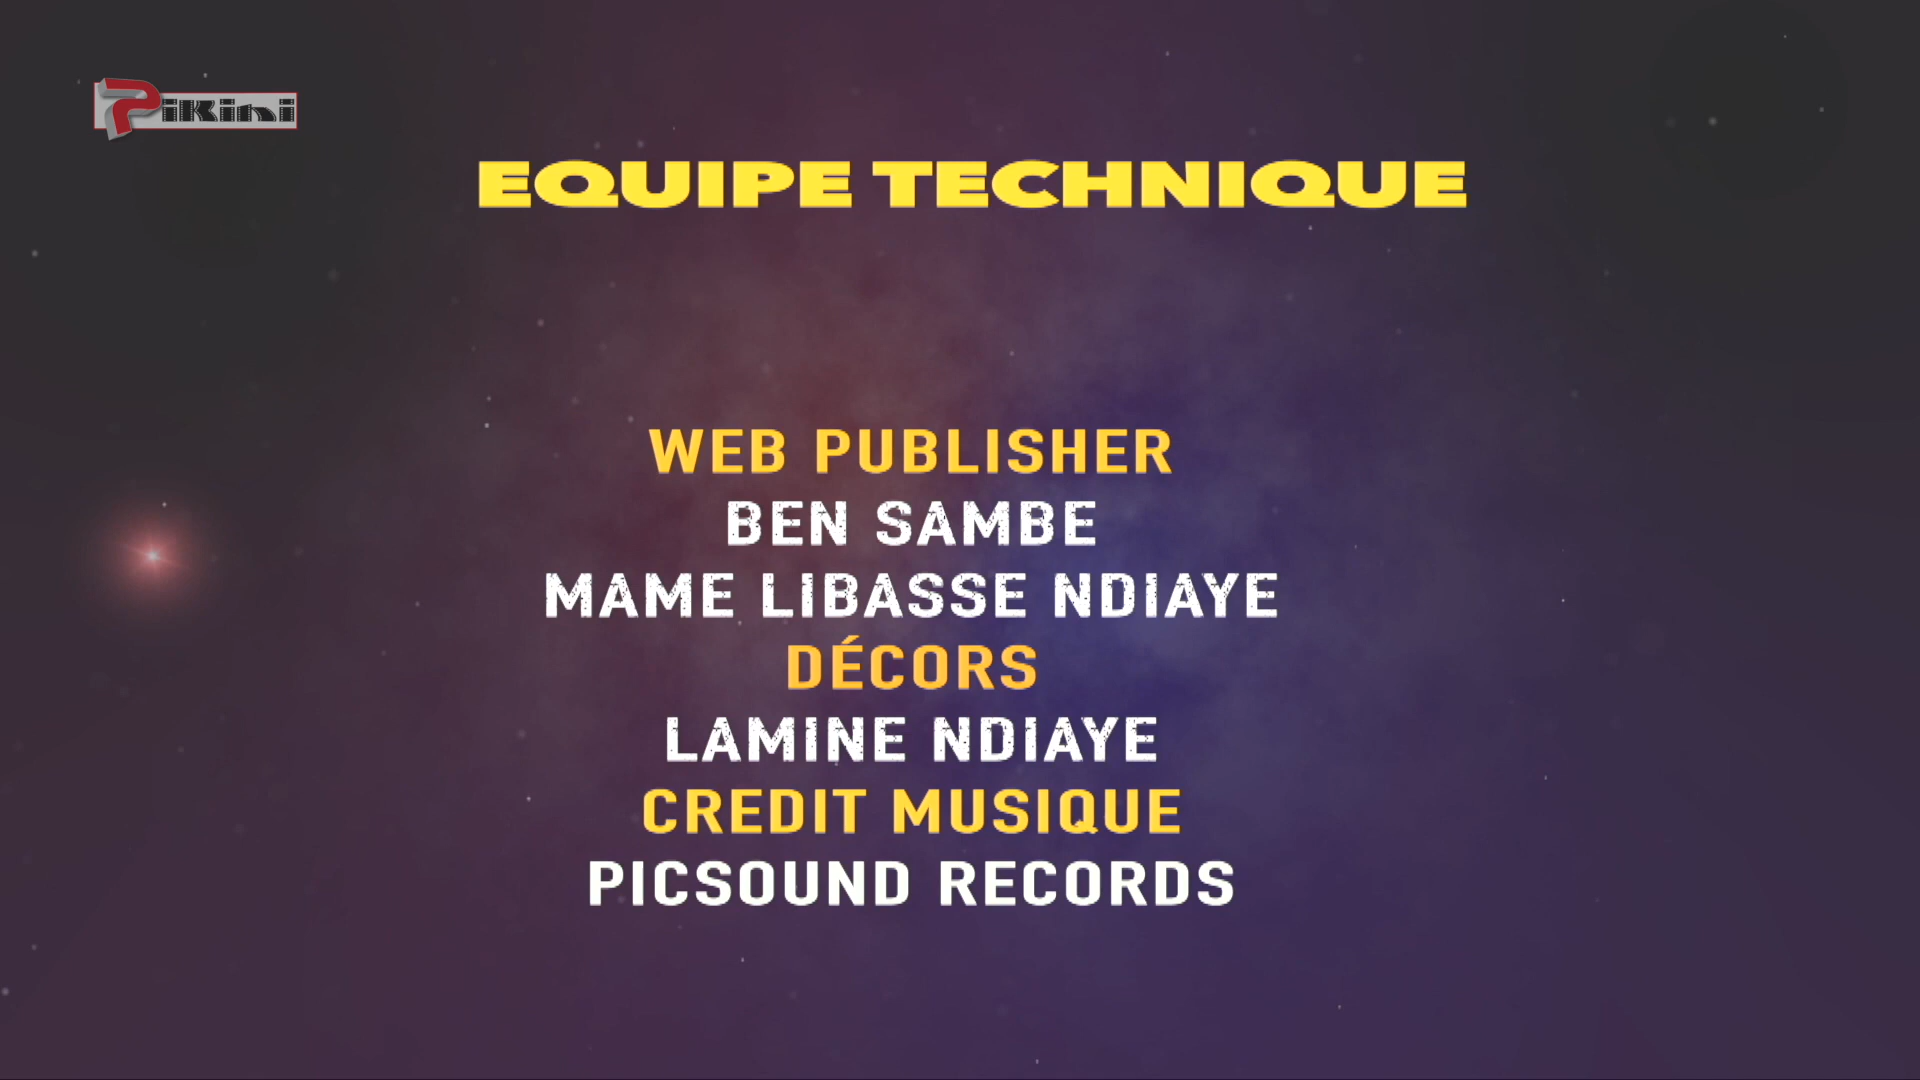 PiKini
EQUIPE TECHNIQUE
WEB PUBLISHER
BEN SAMBE
MAME LIBASSE NDIAYE
DÉCORS
LAMINE NDIAYE
CREDIT MUSIQUE
PICSOUND RECORDS